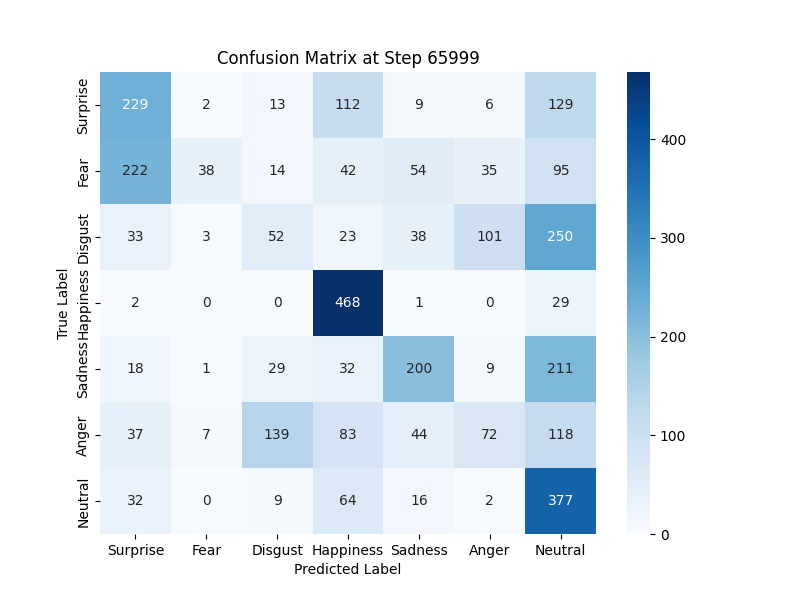 Confusion Matrix at Step 65999
True Label
Surprise 229 2 13 112 9 6 129
Fear 222 38 14 42 54 35 95
Disgust 33 3 52 23 38 101 250
Happiness 2 0 0 468 1 0 29
Sadness 18 1 29 32 200 9 211
Anger 37 7 139 83 44 72 118
Neutral 32 0 9 64 16 2 377
Surprise Fear Disgust Happiness Sadness Anger Neutral
Predicted Label
400
300
200
100
0